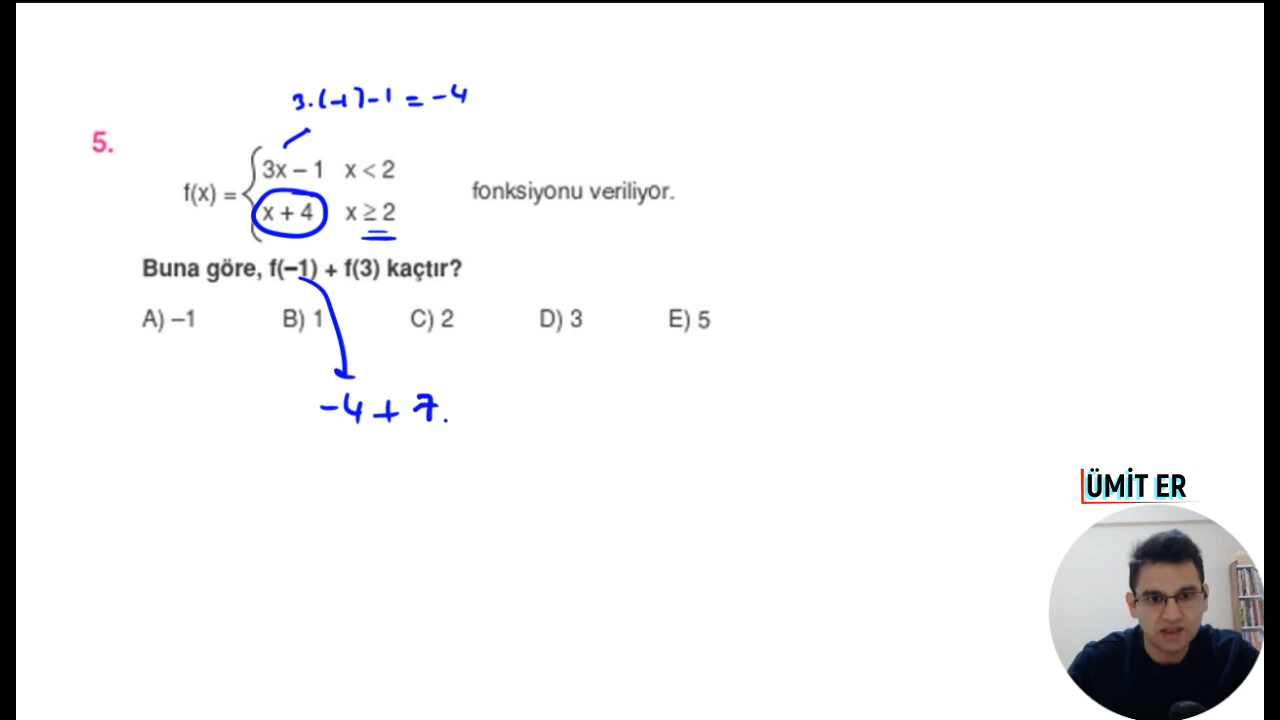 3.(-1)-1 = -4
5.
3x – 1 x < 2
f(x) =
fonksiyonu veriliyor.
x + 4 x ≥ 2
Buna göre, f(–1) + f(3) kaçtır?
A) –1 B) 1 C) 2 D) 3 E) 5
-4 + 7.
ÜMİT ER